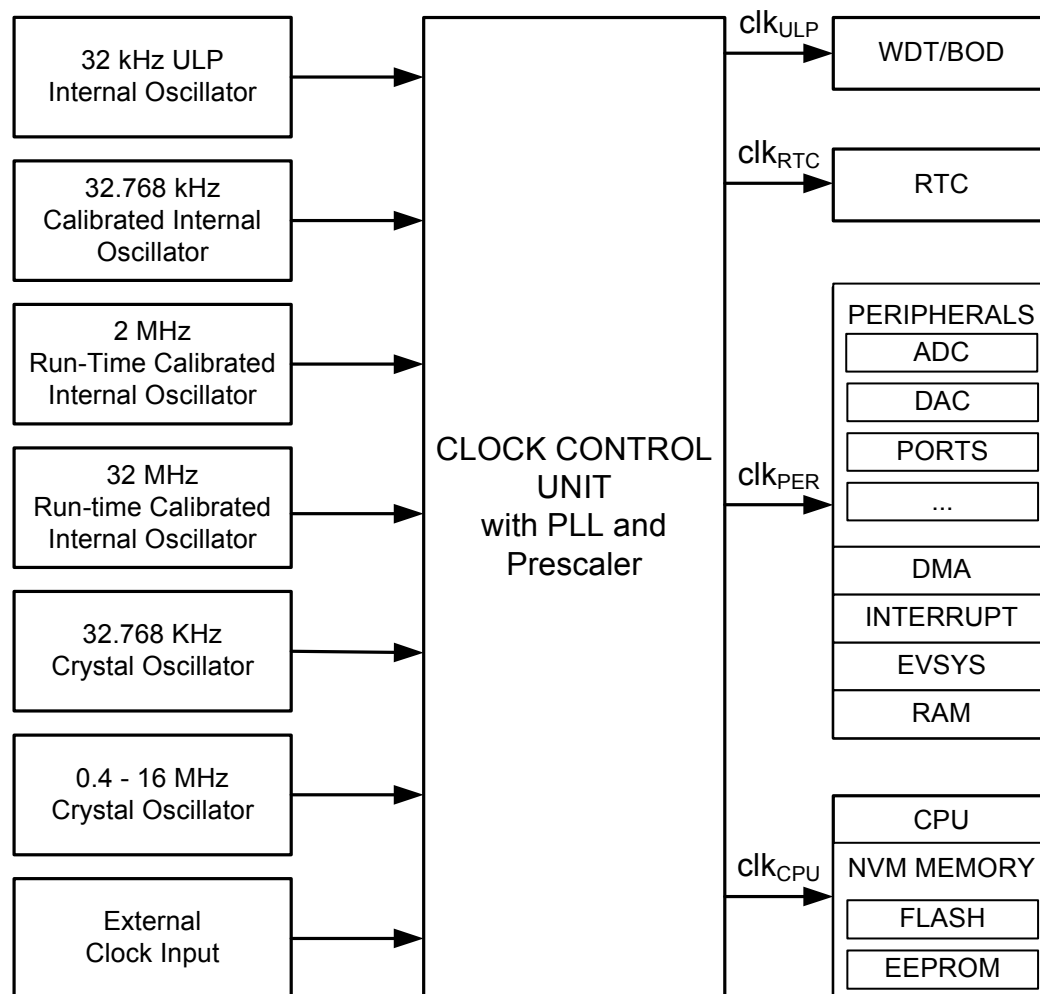 32 kHz ULP
Internal Oscillator
32.768 kHz
Calibrated Internal
Oscillator
2 MHz
Run-Time Calibrated
Internal Oscillator
32 MHz
Run-time Calibrated
Internal Oscillator
32.768 KHz
Crystal Oscillator
0.4 - 16 MHz
Crystal Oscillator
External
Clock Input
CLOCK CONTROL
UNIT
with PLL and
Prescaler
clkULP
WDT/BOD
clkRTC
RTC
clkPER
PERIPHERALS
ADC
DAC
PORTS
...
DMA
INTERRUPT
EVSYS
RAM
clkCPU
CPU
NVM MEMORY
FLASH
EEPROM